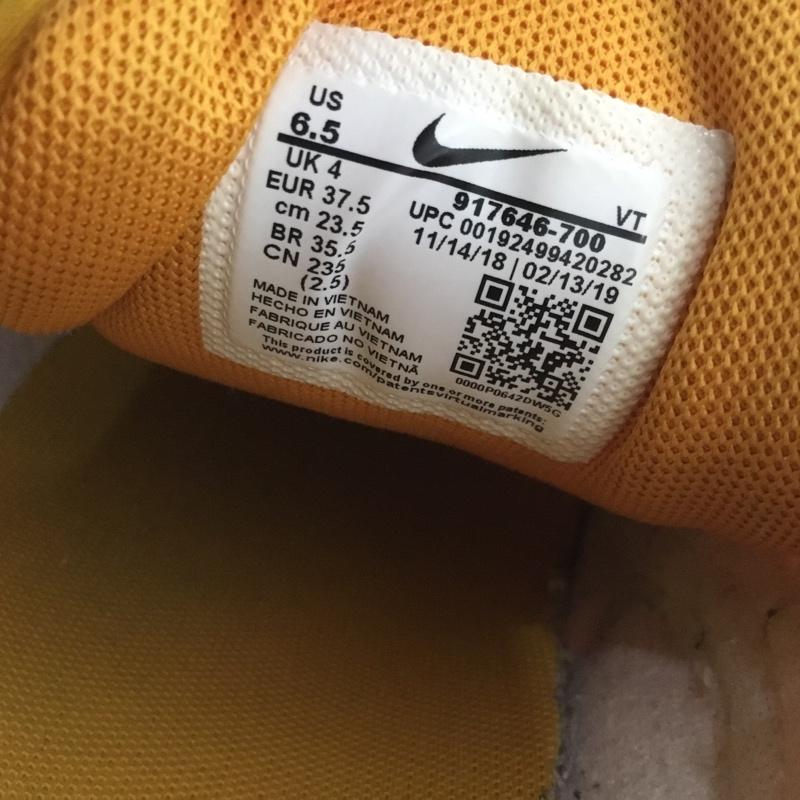 US
6.5
UK 4
EUR 37.5
cm 23.5
BR 35.5
CN 235
(2.5)
VT
917646-700
UPC 00192499420282
11/14/18 | 02/13/19
MADE IN VIETNAM
HECHO EN VIETNAM
FABRIQUE AU VIETNAM
FABRICADO NO VIETNÃ
This product is covered by one or more patents:
www.nike.com/patentsvirtualmarking
0000P0642DW5G